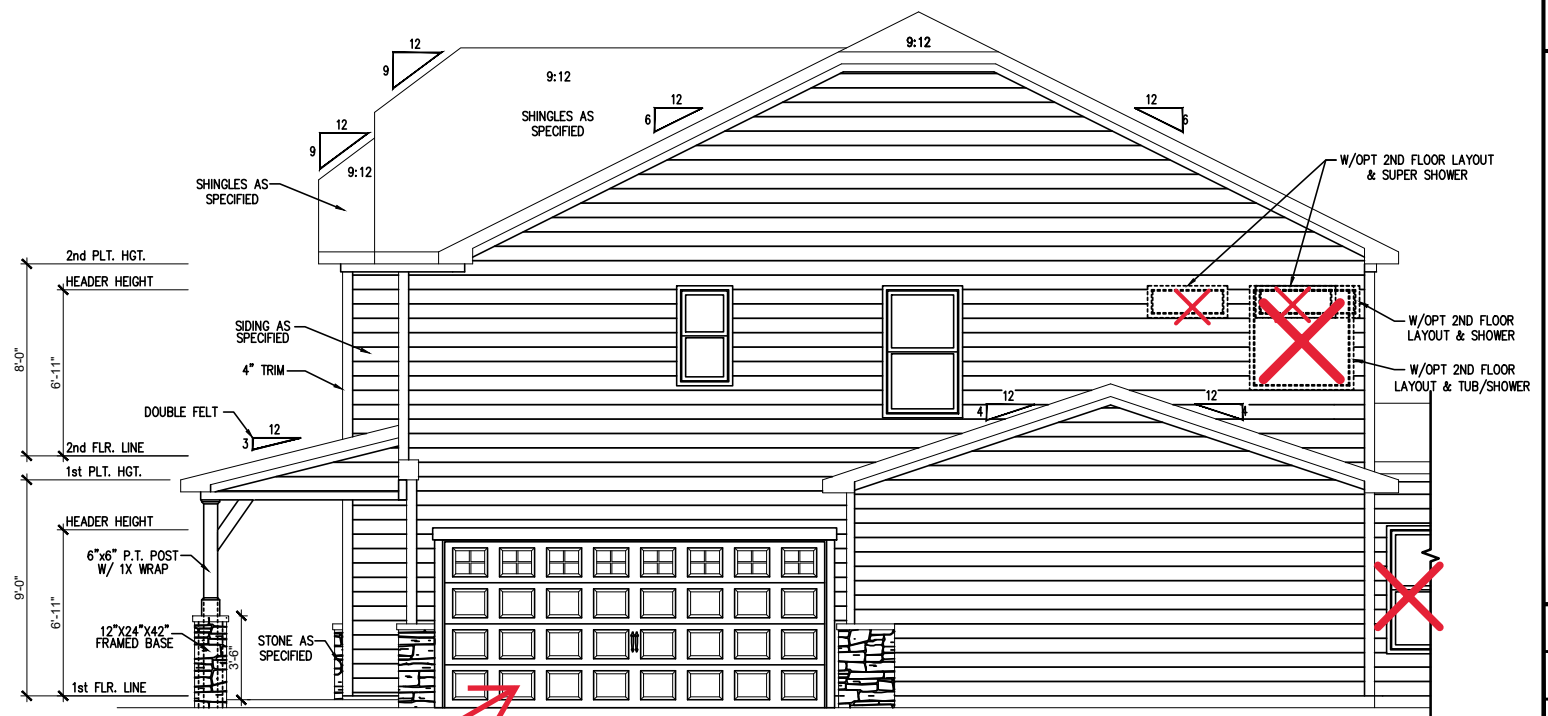 12
9
9:12
9:12
SHINGLES AS
SPECIFIED
12
6
12
6
12
9
9:12
SHINGLES AS
SPECIFIED
W/OPT 2ND FLOOR LAYOUT
& SUPER SHOWER
2nd PLT. HGT.
HEADER HEIGHT
SIDING AS
SPECIFIED
W/OPT 2ND FLOOR
LAYOUT & SHOWER
8'-0"
6'-11"
4" TRIM
W/OPT 2ND FLOOR
LAYOUT & TUB/SHOWER
DOUBLE FELT
12
3
12
4
12
4
2nd FLR. LINE
1st PLT. HGT.
HEADER HEIGHT
6"x6" P.T. POST
W/ 1X WRAP
9'-0"
6'-11"
12"X24"X42"
FRAMED BASE
3'-6"
STONE AS
SPECIFIED
1st FLR. LINE